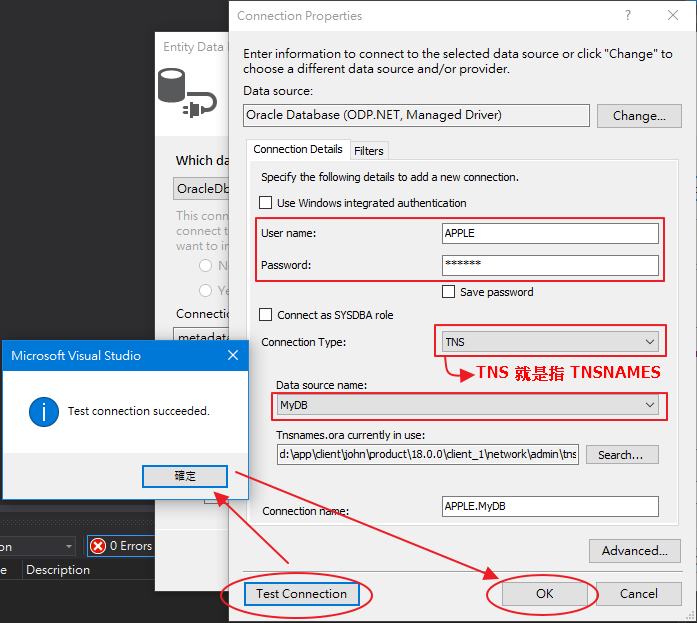 Connection Properties
?
Entity Data
Enter information to connect to the selected data source or click "Change" to
choose a different data source and/or provider.
Data source:
Oracle Database (ODP.NET, Managed Driver)
Change...
Connection Details
Filters
Which da
Specify the following details to add a new connection.
OracleDb
Use Windows integrated authentication
This conn
connect t
want to i
User name:
APPLE
Password:
******
N
Ye
Save password
Connectio
Connect as SYSDBA role
metadata
Connection Type:
TNS
TNS 就是指 TNSNAMES
Microsoft Visual Studio
Test connection succeeded.
確定
Data source name:
MyDB
Tnsnames.ora currently in use:
d:\app\client\john\product\18.0.0\client_1\network\admin\tns
Search...
Connection name:
APPLE.MyDB
on
0 Errors
Advanced...
e
Description
Test Connection
OK
Cancel